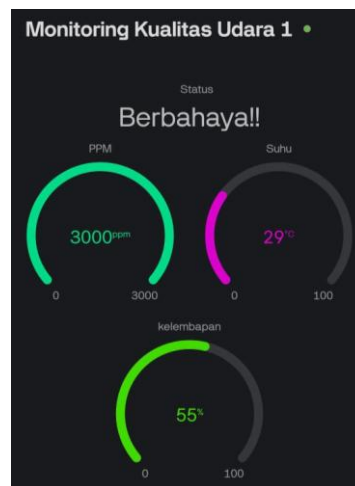 Monitoring Kualitas Udara 1
Status
Berbahaya!!
PPM
3000ppm
0
3000
Suhu
29°C
0
100
kelembapan
55%
0
100